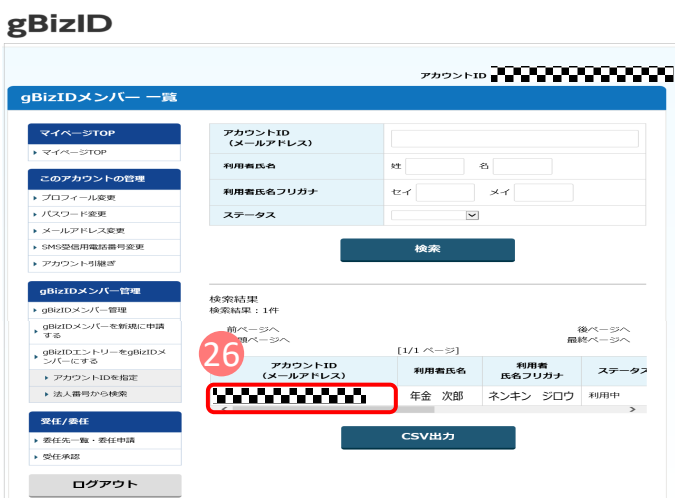 gBizID
アカウントID
gBizIDメンバー 一覧
マイページTOP
マイページTOP
このアカウントの管理
プロフィール変更
パスワード変更
メールアドレス変更
SMS受信用電話番号変更
アカウント引継ぎ
gBizIDメンバー管理
gBizIDメンバー管理
gBizIDメンバーを新規に申請
する
gBizIDエントリーをgBizIDメ
ンバーにする
アカウントIDを指定
法人番号から検索
受任/委任
委任先一覧・委任申請
受任承認
ログアウト
アカウントID
(メールアドレス)
利用者氏名 姓 名
利用者氏名フリガナ セイ メイ
ステータス
検索
検索結果
検索結果：1件
前ページへ 後ページへ
頭ページへ 最終ページへ
[1/1 ページ]
26
アカウントID
(メールアドレス)
利用者氏名
利用者
氏名フリガナ
ステータス
年金 次郎 ネンキン ジロウ 利用中
CSV出力